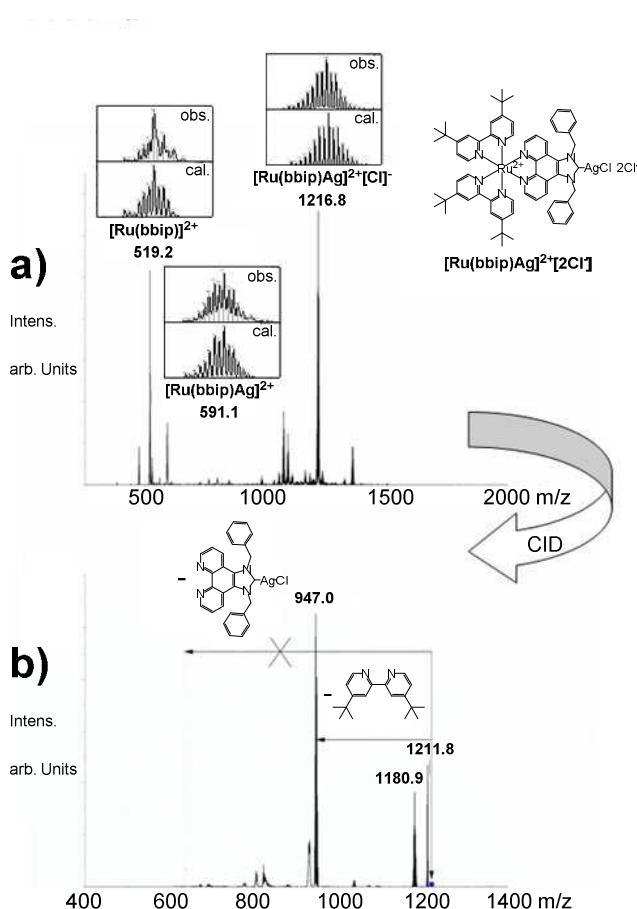 obs.
cal.
[Ru(bbip)]2+
519.2
obs.
cal.
[Ru(bbip)Ag]2+[Cl]-
1216.8
N
N
N
N
N
N
Ru2+
N
N
AgCl 2Cl-
[Ru(bbip)Ag]2+[2Cl-]
a)
obs.
cal.
[Ru(bbip)Ag]2+
591.1
Intens.
arb. Units
500
1000
1500
2000 m/z
CID
N
N
N
N
AgCl
947.0
b)
N
N
1211.8
1180.9
Intens.
arb. Units
400
600
800
1000
1200
1400 m/z